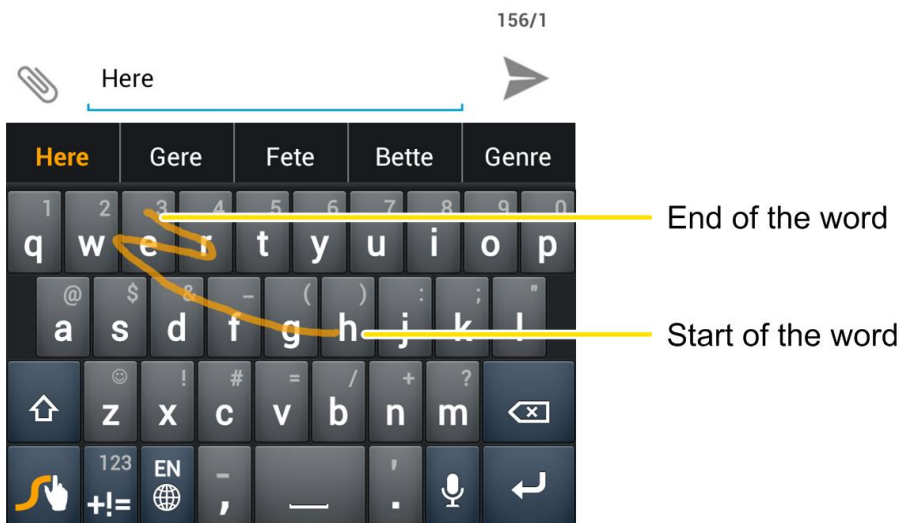 156/1
Here
Here Gere Fete Bette Genre
1 2 3 4 5 6 7 8 9 0
q w e r t y u i o p
End of the word
@ $ & _ ( ) : ; "
a s d f g h j k l
Start of the word
☺ ! # = / + ?
z x c v b n m
123 EN - '
+!= , .